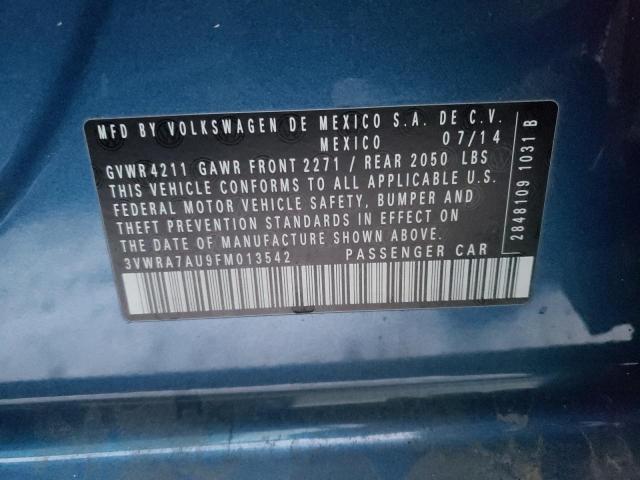 MFD BY VOLKSWAGEN DE MEXICO S.A. DE C.V.
MEXICO 07/14
GVWR 4211 GAWR FRONT 2271 / REAR 2050 LBS
THIS VEHICLE CONFORMS TO ALL APPLICABLE U.S.
FEDERAL MOTOR VEHICLE SAFETY, BUMPER AND
THEFT PREVENTION STANDARDS IN EFFECT ON
THE DATE OF MANUFACTURE SHOWN ABOVE.
3VWRA7AU9FM013542 PASSENGER CAR
2848109 1031 B